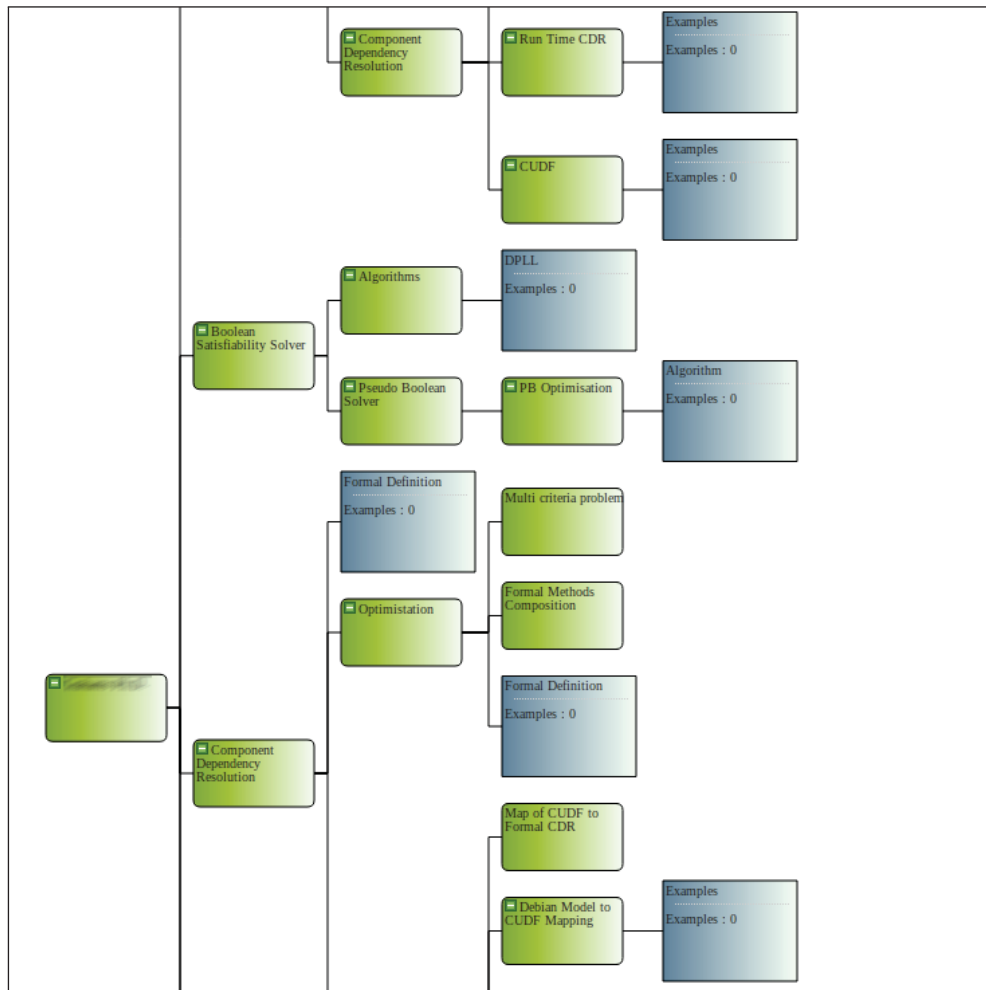 Component
Dependency
Resolution
Run Time CDR
Examples
Examples : 0
CUDF
Examples
Examples : 0
Boolean
Satisfiability Solver
Algorithms
DPLL
Examples : 0
Pseudo Boolean
Solver
PB Optimisation
Algorithm
Examples : 0
Formal Definition
Examples : 0
Multi criteria problem
Optimistation
Formal Methods
Composition
Formal Definition
Examples : 0
Component
Dependency
Resolution
Map of CUDF to
Formal CDR
Debian Model to
CUDF Mapping
Examples
Examples : 0